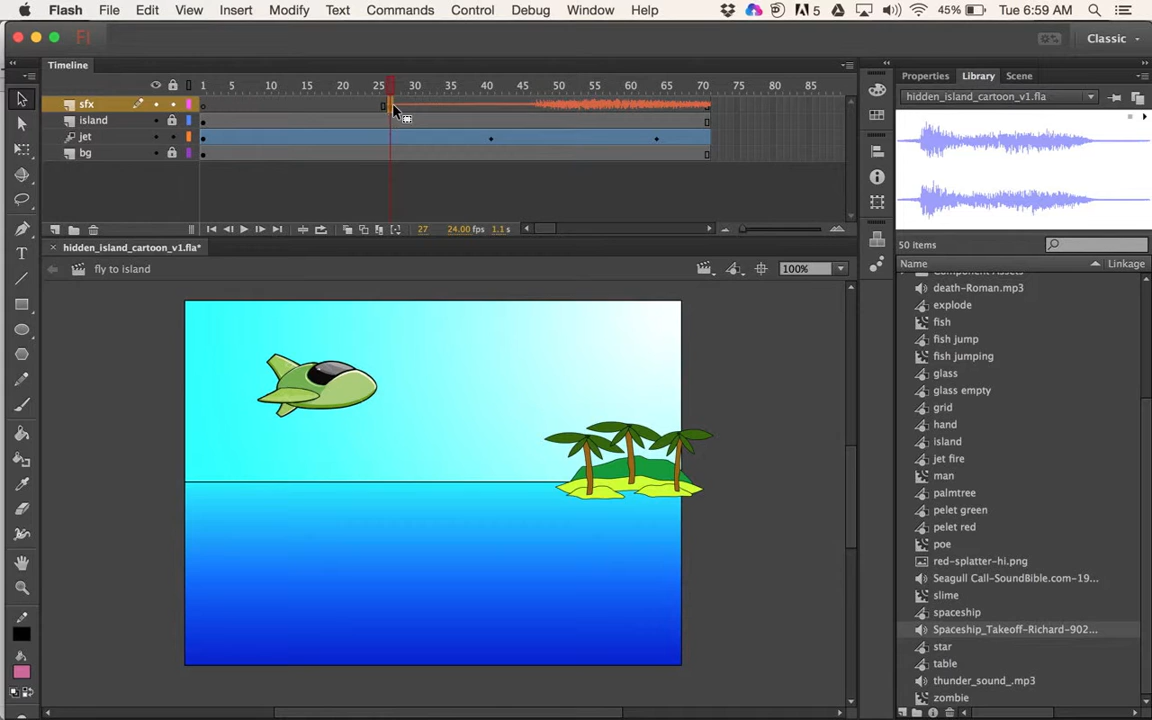 Flash File Edit View Insert Modify Text Commands Control Debug Window Help 5 45% Tue 6:59 AM
Fl Classic
Timeline
1 5 10 15 20 25 30 35 40 45 50 55 60 65 70 75 80 85
sfx
island
jet
bg
27 24.00 fps 1.1 s
hidden_island_cartoon_v1.fla*
fly to island 100%
Properties Library Scene
hidden_island_cartoon_v1.fla
50 items
Name Linkage
Component Assets
death-Roman.mp3
explode
fish
fish jump
fish jumping
glass
glass empty
grid
hand
island
jet fire
man
palmtree
pelet green
pelet red
poe
red-splatter-hi.png
Seagull Call-SoundBible.com-19...
slime
spaceship
Spaceship_Takeoff-Richard-902...
star
table
thunder_sound_.mp3
zombie